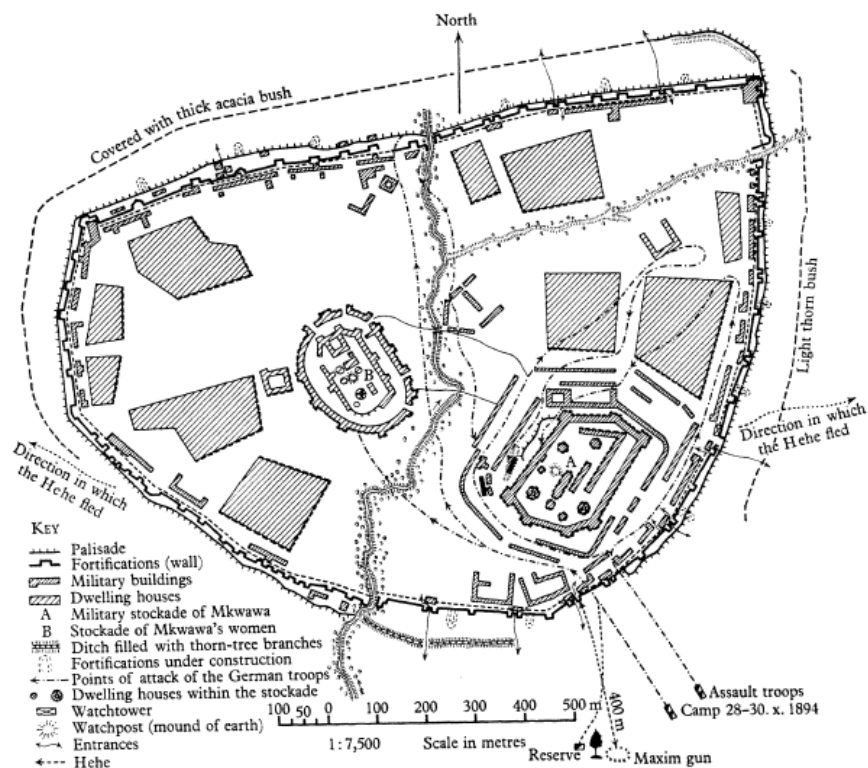 North
Covered with thick acacia bush
Light thorn bush
B
A
Direction in which
the Hehe fled
Direction in which
the Hehe fled
KEY
Palisade
Fortifications (wall)
Military buildings
Dwelling houses
A Military stockade of Mkwawa
B Stockade of Mkwawa's women
Ditch filled with thorn-tree branches
Fortifications under construction
Points of attack of the German troops
Dwelling houses within the stockade
Watchtower
Watchpost (mound of earth)
Entrances
Hehe
100 50 0 100 200 300 400 500 m
1:7,500 Scale in metres
400 m
Assault troops
Camp 28-30. x. 1894
Reserve
Maxim gun